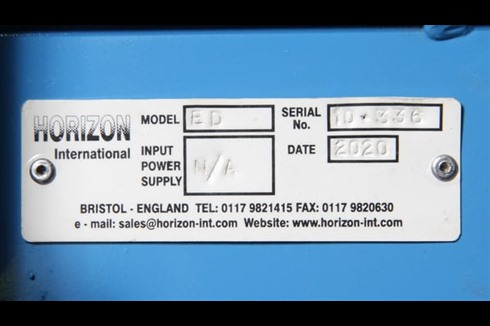 HORIZON
International
MODEL ED
SERIAL No. 10·336
INPUT POWER SUPPLY N/A
DATE 2020
BRISTOL - ENGLAND TEL: 0117 9821415 FAX: 0117 9820630
e - mail: sales@horizon-int.com Website: www.horizon-int.com